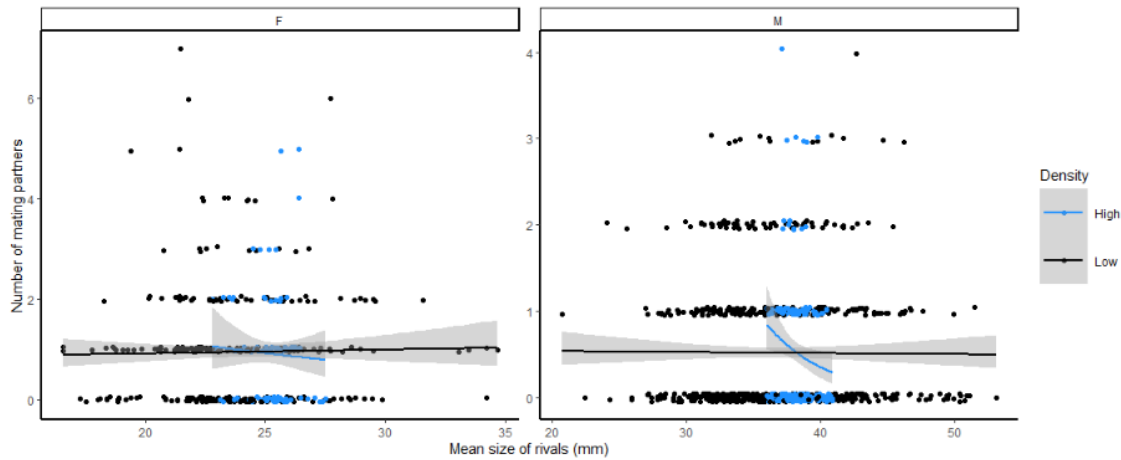 F
M
Number of mating partners
6
4
2
0
4
3
2
1
0
20
25
30
35
20
30
40
50
Mean size of rivals (mm)
Density
High
Low